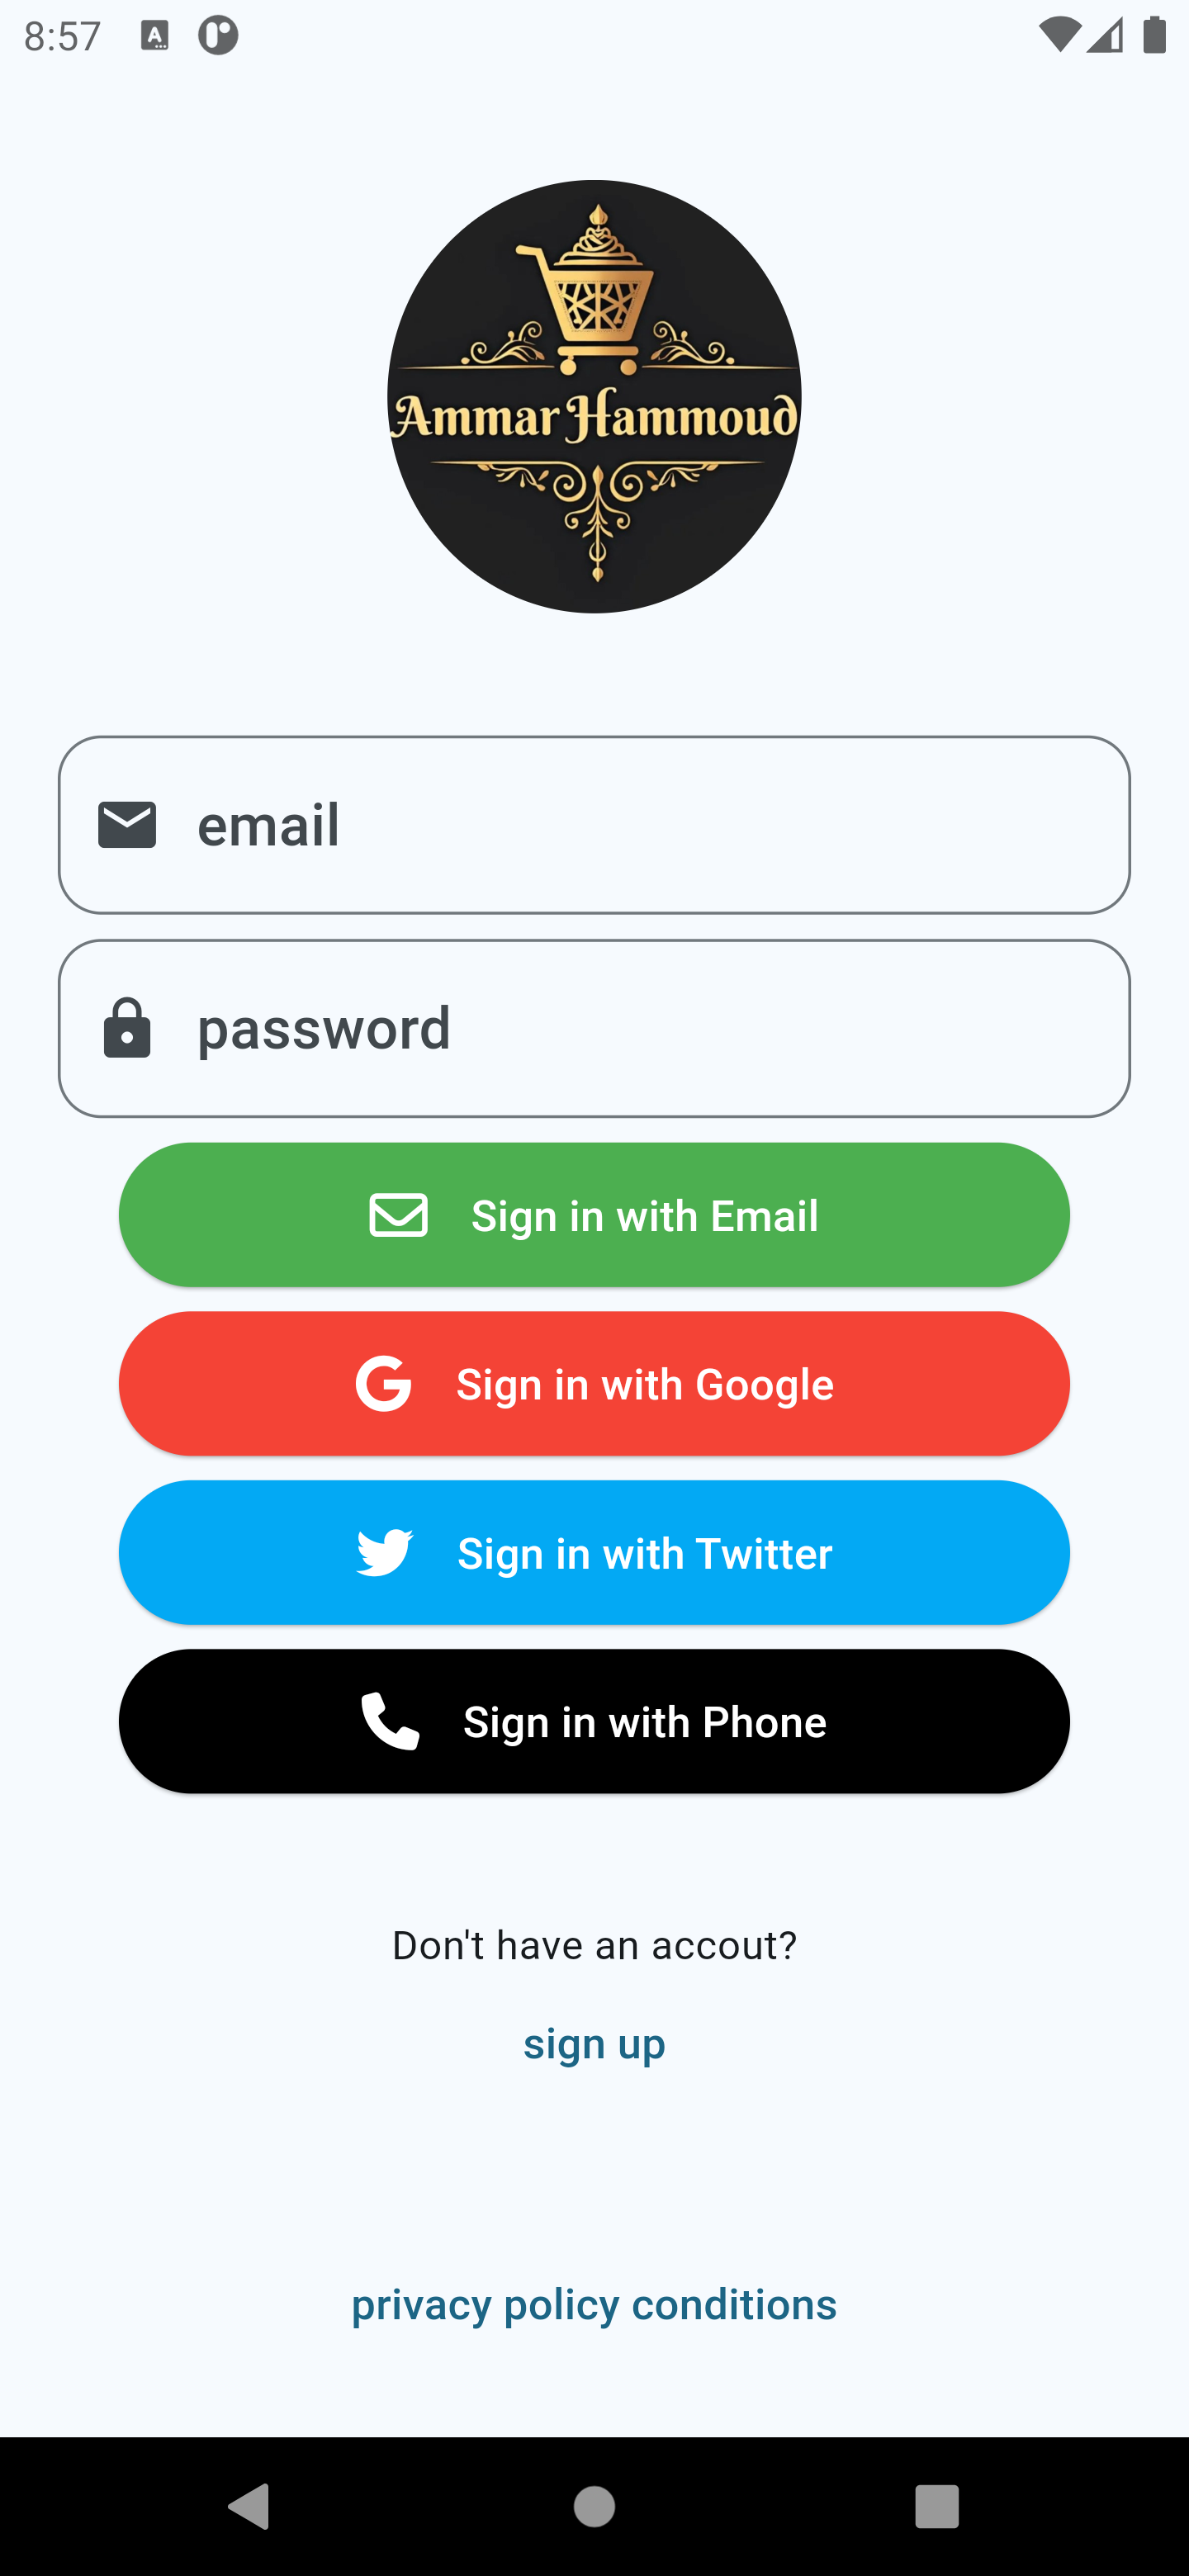 8:57
Ammar Hammoud
email
password
Sign in with Email
Sign in with Google
Sign in with Twitter
Sign in with Phone
Don't have an accout?
sign up
privacy policy conditions